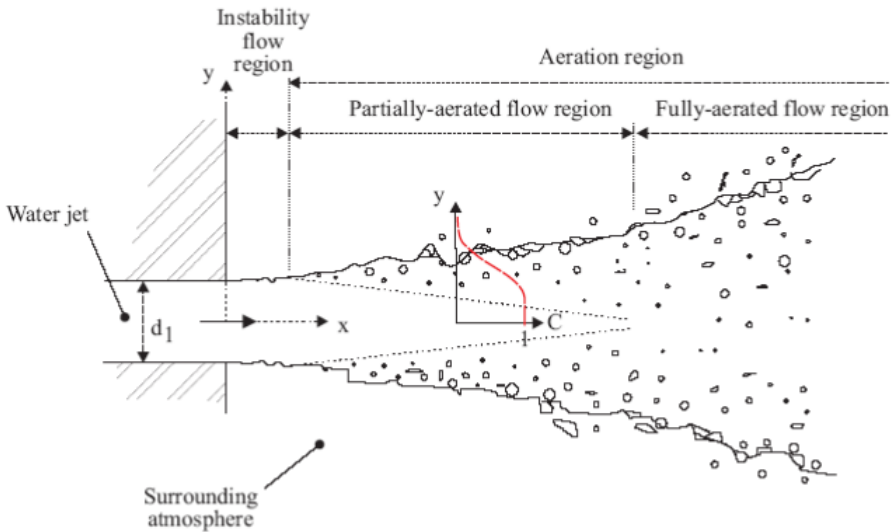 Instability
flow
region
y
Aeration region
Partially-aerated flow region
Fully-aerated flow region
Water jet
y
d1
x
C
1
Surrounding
atmosphere